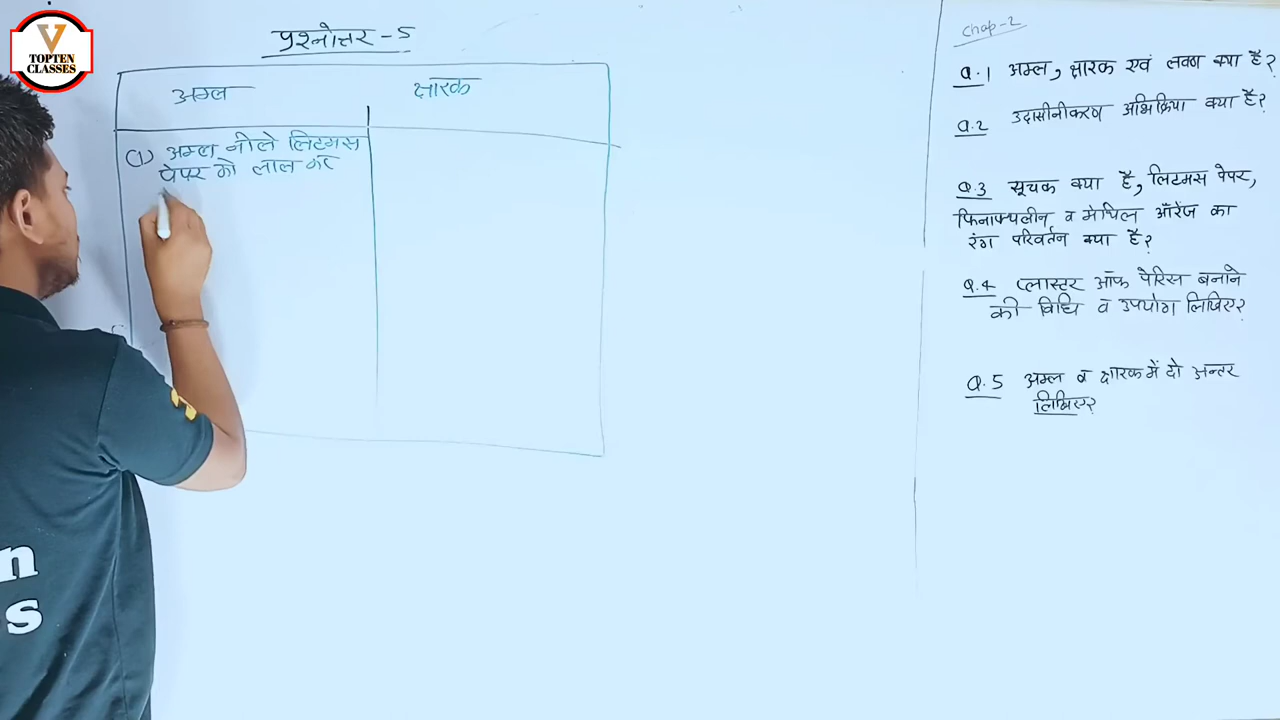 V
TOPTEN
CLASSES
प्रश्नोत्तर - 5
अम्ल
क्षारक
(1) अम्ल नीले लिटमस
पेपर को लाल कर
n
s
Chap-2
Q.1 अम्ल, क्षारक एवं लवण क्या है?
Q.2 उदासीनीकरण अभिक्रिया क्या है?
Q.3 सूचक क्या है, लिटमस पेपर,
फिनाफ्थलीन व मेथिल ऑरेंज का
रंग परिवर्तन क्या है?
Q.4 प्लास्टर ऑफ पेरिस बनाने
की विधि व उपयोग लिखिए?
Q.5 अम्ल व क्षारक में दो अन्तर
लिखिए?